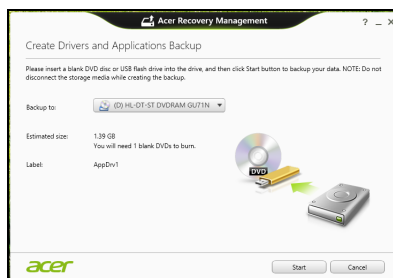 Acer Recovery Management
? _ X
Create Drivers and Applications Backup
Please insert a blank DVD disc or USB flash drive into the drive, and then click Start button to backup your data. NOTE: Do not
disconnect the storage media while creating the backup.
Backup to: (D) HL-DT-ST DVDRAM GU71N
Estimated size: 1.39 GB
You will need 1 blank DVDs to burn.
Label: AppDrv1
DVD
acer Start Cancel